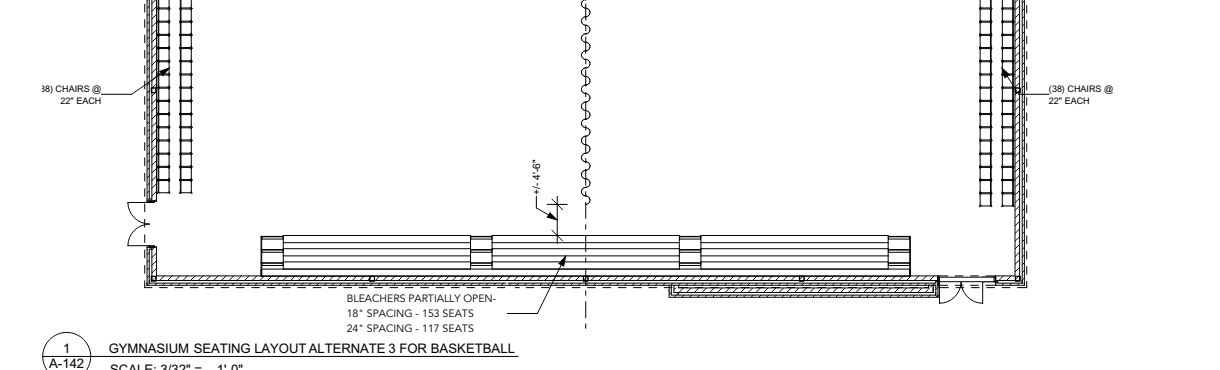 38) CHAIRS @
22" EACH
(38) CHAIRS @
22" EACH
+/- 4'-6"
BLEACHERS PARTIALLY OPEN-
18" SPACING - 153 SEATS
24" SPACING - 117 SEATS
1
A-142
GYMNASIUM SEATING LAYOUT ALTERNATE 3 FOR BASKETBALL
SCALE: 3/32" = 1'-0"